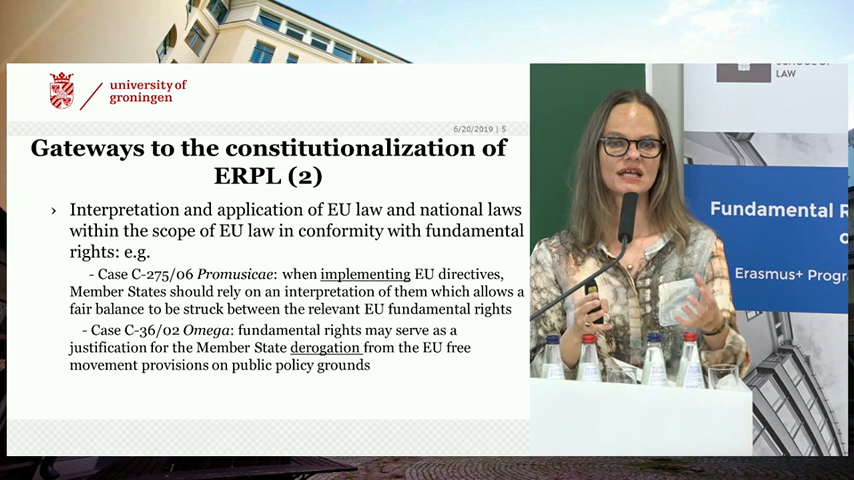 university of
groningen
6/20/2019 | 5
Gateways to the constitutionalization of
ERPL (2)
› Interpretation and application of EU law and national laws
within the scope of EU law in conformity with fundamental
rights: e.g.
- Case C-275/06 Promusicae: when implementing EU directives,
Member States should rely on an interpretation of them which allows a
fair balance to be struck between the relevant EU fundamental rights
- Case C-36/02 Omega: fundamental rights may serve as a
justification for the Member State derogation from the EU free
movement provisions on public policy grounds
LAW
Fundamental R
Erasmus+ Progr